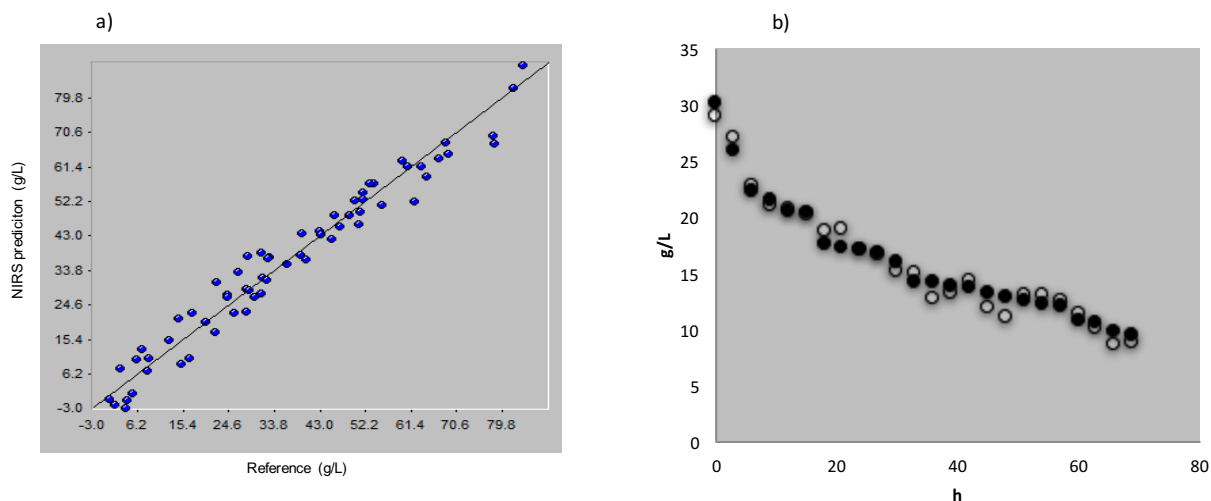 a)
NIRS prediciton (g/L)
79.8
70.6
61.4
52.2
43.0
33.8
24.6
15.4
6.2
-3.0
-3.0 6.2 15.4 24.6 33.8 43.0 52.2 61.4 70.6 79.8
Reference (g/L)
b)
g/L
35
30
25
20
15
10
5
0
0 20 40 60 80
h